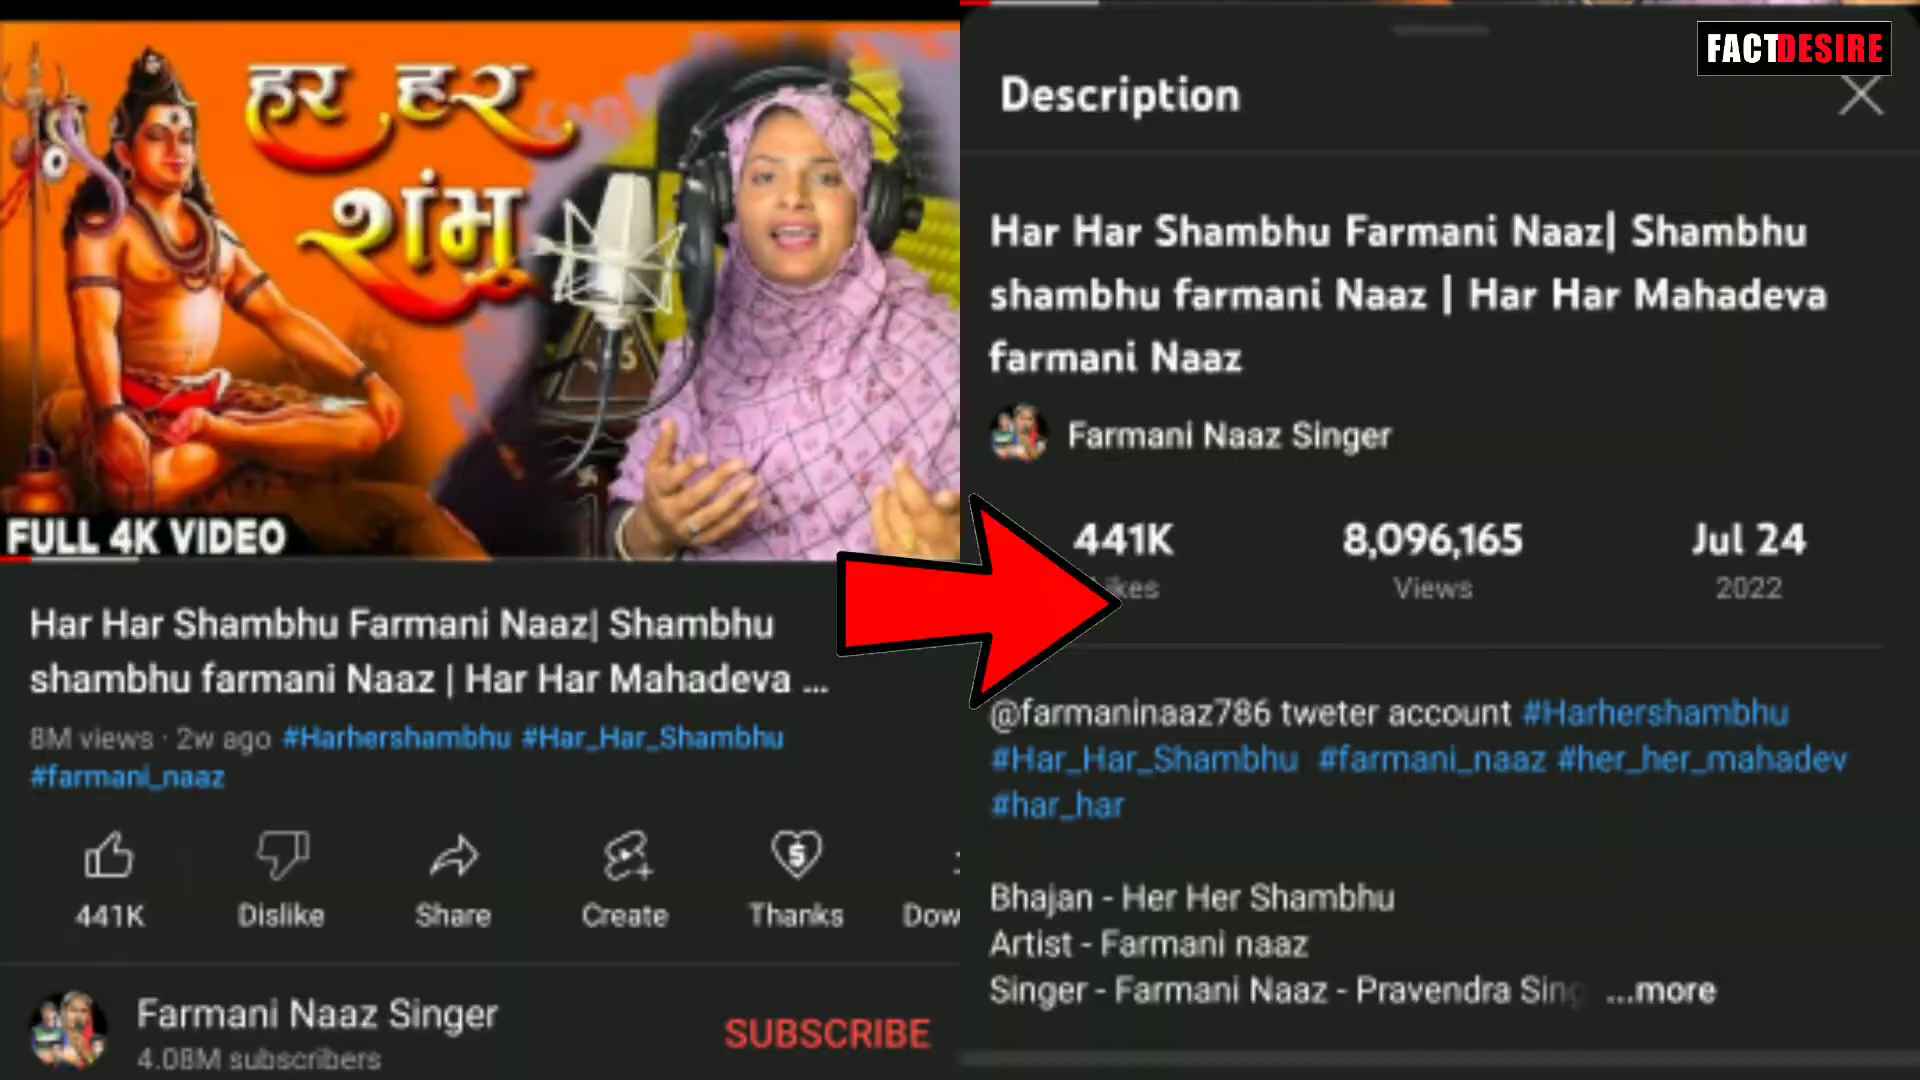 हर हर
शंभू
FULL 4K VIDEO
Har Har Shambhu Farmani Naaz| Shambhu
shambhu farmani Naaz | Har Har Mahadeva ...
8M views · 2w ago #Harhershambhu #Har_Har_Shambhu
#farmani_naaz
441K
Dislike
Share
Create
Thanks
Dow
Farmani Naaz Singer
4.08M subscribers
SUBSCRIBE
FACTDESIRE
Description
Har Har Shambhu Farmani Naaz| Shambhu
shambhu farmani Naaz | Har Har Mahadeva
farmani Naaz
Farmani Naaz Singer
441K 8,096,165 Jul 24
Likes Views 2022
@farmaninaaz786 tweter account #Harhershambhu
#Har_Har_Shambhu #farmani_naaz #her_her_mahadev
#har_har
Bhajan - Her Her Shambhu
Artist - Farmani naaz
Singer - Farmani Naaz - Pravendra Sing ...more